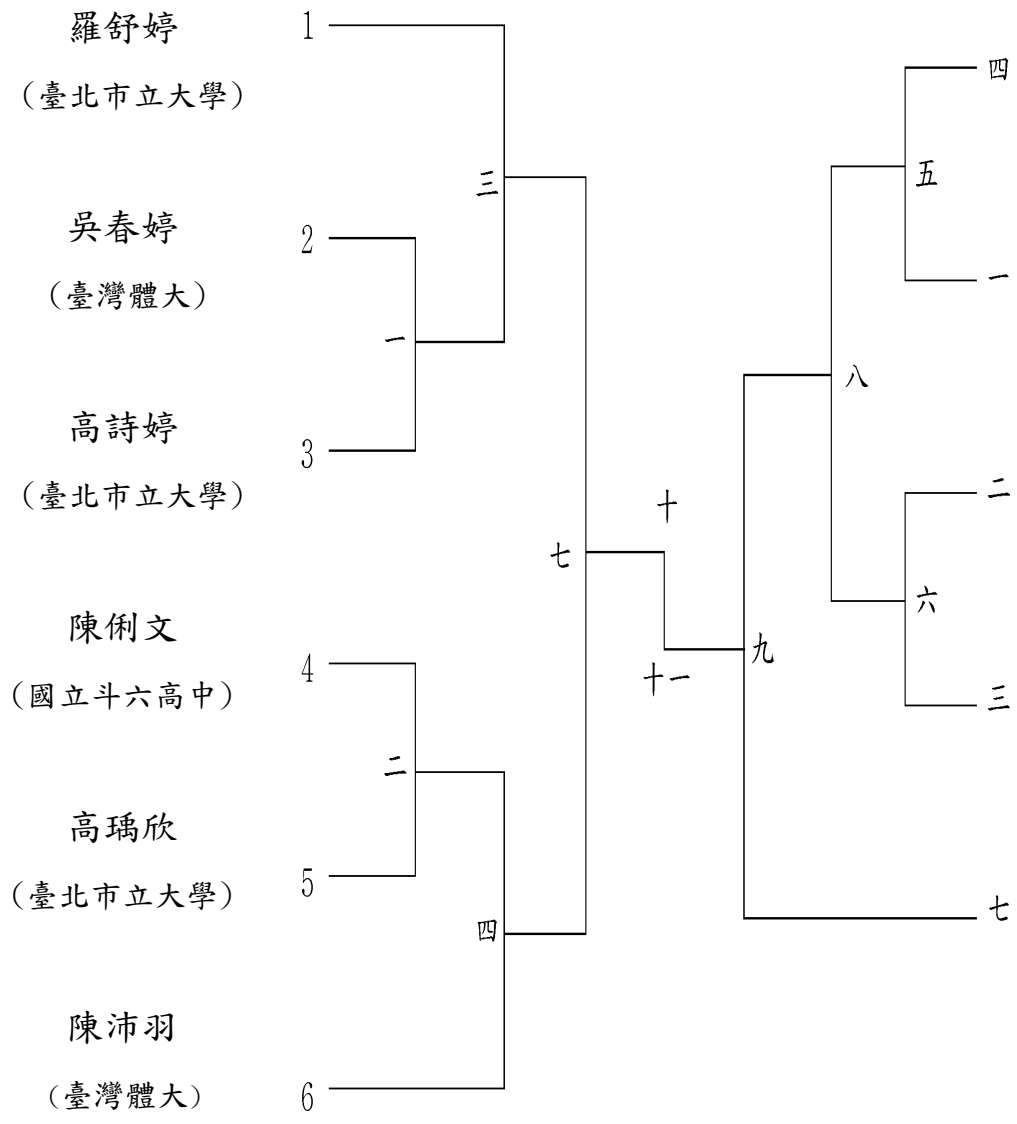 羅舒婷 1
（臺北市立大學）
四
五
三
吳春婷 2
（臺灣體大）
一
一
八
高詩婷 3
（臺北市立大學）
二
十
七
六
陳俐文 4
（國立斗六高中）
九
十一
三
二
高瑀欣 5
（臺北市立大學）
七
四
陳沛羽 6
（臺灣體大）